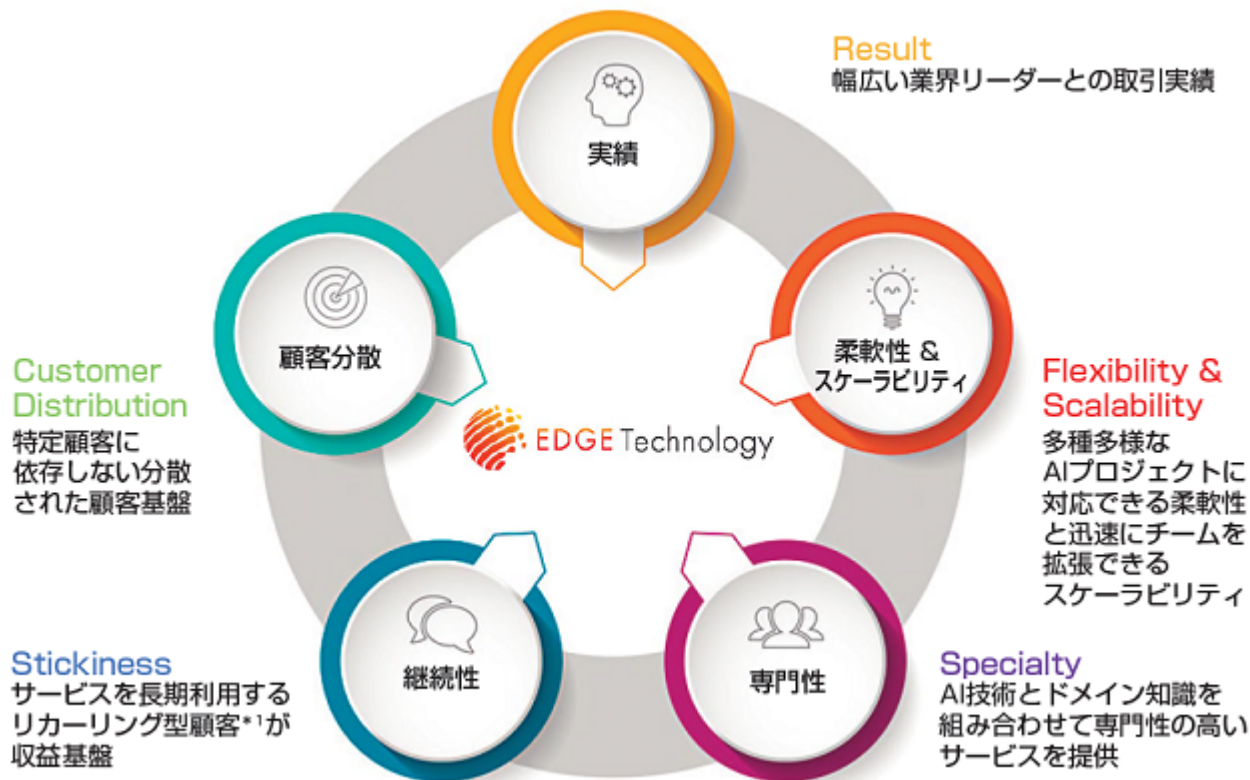 Result
幅広い業界リーダーとの取引実績
実績
柔軟性 &
スケーラビリティ
Flexibility &
Scalability
多種多様な
AIプロジェクトに
対応できる柔軟性
と迅速にチームを
拡張できる
スケーラビリティ
顧客分散
Customer
Distribution
特定顧客に
依存しない分散
された顧客基盤
EDGE Technology
継続性
Stickiness
サービスを長期利用する
リカーリング型顧客*1が
収益基盤
専門性
Specialty
AI技術とドメイン知識を
組み合わせて専門性の高い
サービスを提供